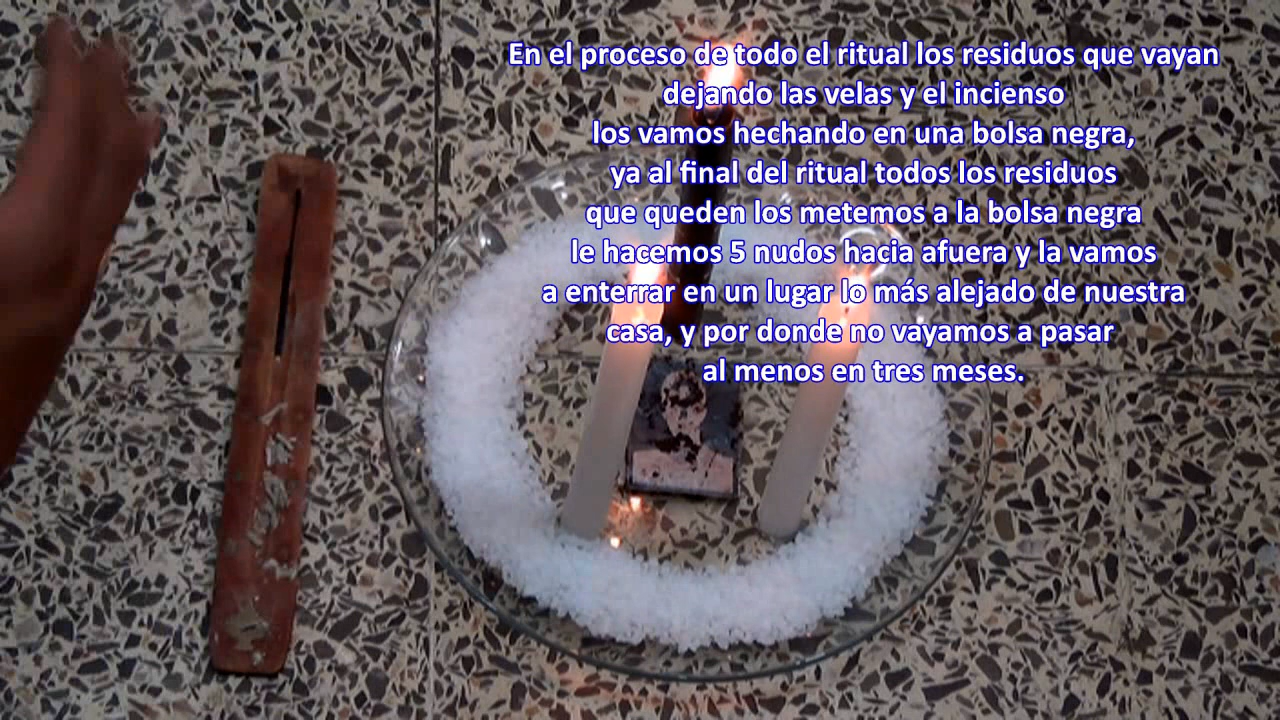 En el proceso de todo el ritual los residuos que vayan
dejando las velas y el incienso
los vamos hechando en una bolsa negra,
ya al final del ritual todos los residuos
que queden los metemos a la bolsa negra
le hacemos 5 nudos hacia afuera y la vamos
a enterrar en un lugar lo más alejado de nuestra
casa, y por donde no vayamos a pasar
al menos en tres meses.